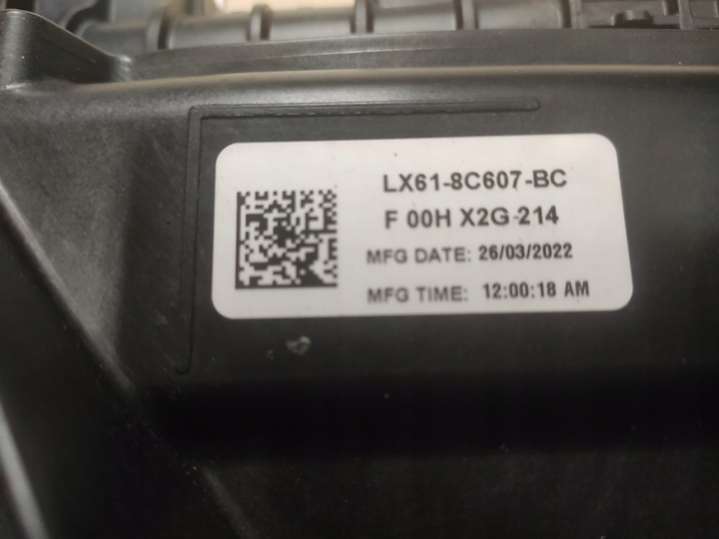 LX61-8C607-BC
F 00H X2G 214
MFG DATE: 26/03/2022
MFG TIME: 12:00:18 AM